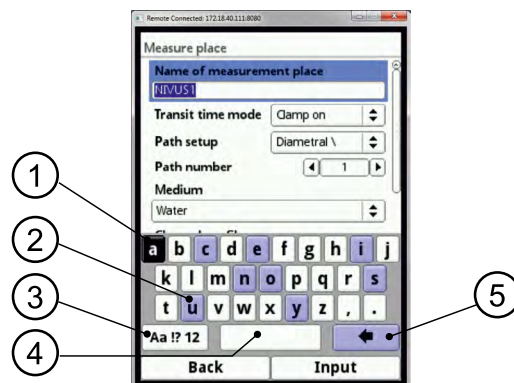 Remote Connected: 172.18.40.111:8080
Measure place
Name of measurement place
NIVUS1
Transit time mode Clamp on
Path setup Diametral \
Path number 1
Medium
Water
1 a b c d e f g h i j
2 k l m n o p q r s
t u v w x y z , .
3 Aa !? 12 5
4
Back Input